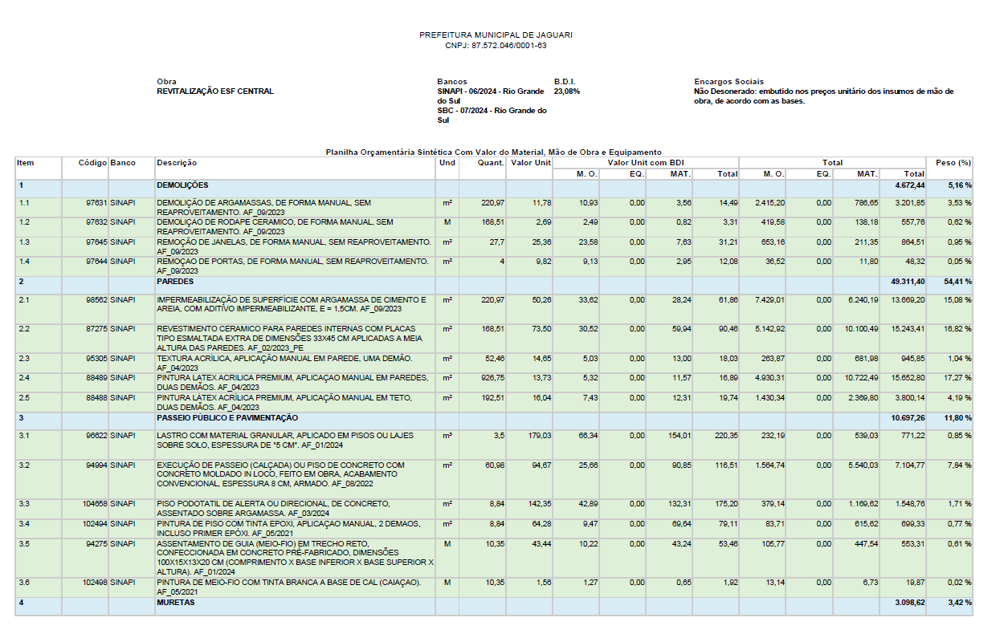 PREFEITURA MUNICIPAL DE JAGUARI
CNPJ: 87.572.046/0001-63
Obra Bancos B.D.I. Encargos Sociais
REVITALIZAÇÃO ESF CENTRAL SINAPI - 06/2024 - Rio Grande 23,08% Não Desonerado: embutido nos preços unitário dos insumos de mão de
do Sul obra, de acordo com as bases.
SBC - 07/2024 - Rio Grande do
Sul
Planilha Orçamentária Sintética Com Valor do Material, Mão de Obra e Equipamento
Item Código Banco Descrição Und Quant. Valor Unit Valor Unit com BDI Total Peso (%)
M. O. EQ. MAT. Total M. O. EQ. MAT. Total
1 DEMOLIÇÕES 4.672,44 5,16 %
1.1 97631 SINAPI DEMOLIÇÃO DE ARGAMASSAS, DE FORMA MANUAL, SEM m² 220,97 11,78 10,93 0,00 3,56 14,49 2.415,20 0,00 786,65 3.201,85 3,53 %
REAPROVEITAMENTO. AF_09/2023
1.2 97632 SINAPI DEMOLIÇÃO DE RODAPÉ CERÂMICO, DE FORMA MANUAL, SEM M 168,51 2,69 2,49 0,00 0,82 3,31 419,58 0,00 138,18 557,76 0,62 %
REAPROVEITAMENTO. AF_09/2023
1.3 97645 SINAPI REMOÇÃO DE JANELAS, DE FORMA MANUAL, SEM REAPROVEITAMENTO. m² 27,7 25,36 23,58 0,00 7,63 31,21 653,16 0,00 211,35 864,51 0,95 %
AF_09/2023
1.4 97644 SINAPI REMOÇÃO DE PORTAS, DE FORMA MANUAL, SEM REAPROVEITAMENTO. m² 4 9,82 9,13 0,00 2,95 12,08 36,52 0,00 11,80 48,32 0,05 %
AF_09/2023
2 PAREDES 49.311,40 54,41 %
2.1 98562 SINAPI IMPERMEABILIZAÇÃO DE SUPERFÍCIE COM ARGAMASSA DE CIMENTO E m² 220,97 50,26 33,62 0,00 28,24 61,86 7.429,01 0,00 6.240,19 13.669,20 15,08 %
AREIA, COM ADITIVO IMPERMEABILIZANTE, E = 1,5CM. AF_09/2023
2.2 87275 SINAPI REVESTIMENTO CERÂMICO PARA PAREDES INTERNAS COM PLACAS m² 168,51 73,50 30,52 0,00 59,94 90,46 5.142,92 0,00 10.100,49 15.243,41 16,82 %
TIPO ESMALTADA EXTRA DE DIMENSÕES 33X45 CM APLICADAS A MEIA
ALTURA DAS PAREDES. AF_02/2023_PE
2.3 95305 SINAPI TEXTURA ACRÍLICA, APLICAÇÃO MANUAL EM PAREDE, UMA DEMÃO. m² 52,46 14,65 5,03 0,00 13,00 18,03 263,87 0,00 681,98 945,85 1,04 %
AF_04/2023
2.4 88489 SINAPI PINTURA LÁTEX ACRÍLICA PREMIUM, APLICAÇÃO MANUAL EM PAREDES, m² 926,75 13,73 5,32 0,00 11,57 16,89 4.930,31 0,00 10.722,49 15.652,80 17,27 %
DUAS DEMÃOS. AF_04/2023
2.5 88488 SINAPI PINTURA LÁTEX ACRÍLICA PREMIUM, APLICAÇÃO MANUAL EM TETO, m² 192,51 16,04 7,43 0,00 12,31 19,74 1.430,34 0,00 2.369,80 3.800,14 4,19 %
DUAS DEMÃOS. AF_04/2023
3 PASSEIO PÚBLICO E PAVIMENTAÇÃO 10.697,26 11,80 %
3.1 96622 SINAPI LASTRO COM MATERIAL GRANULAR, APLICADO EM PISOS OU LAJES m³ 3,5 179,03 66,34 0,00 154,01 220,35 232,19 0,00 539,03 771,22 0,85 %
SOBRE SOLO, ESPESSURA DE *5 CM*. AF_01/2024
3.2 94994 SINAPI EXECUÇÃO DE PASSEIO (CALÇADA) OU PISO DE CONCRETO COM m² 60,98 94,67 25,66 0,00 90,85 116,51 1.564,74 0,00 5.540,03 7.104,77 7,84 %
CONCRETO MOLDADO IN LOCO, FEITO EM OBRA, ACABAMENTO
CONVENCIONAL, ESPESSURA 8 CM, ARMADO. AF_08/2022
3.3 104658 SINAPI PISO PODOTÁTIL DE ALERTA OU DIRECIONAL, DE CONCRETO, m² 8,84 142,35 42,89 0,00 132,31 175,20 379,14 0,00 1.169,62 1.548,76 1,71 %
ASSENTADO SOBRE ARGAMASSA. AF_03/2024
3.4 102494 SINAPI PINTURA DE PISO COM TINTA EPÓXI, APLICAÇÃO MANUAL, 2 DEMÃOS, m² 8,84 64,28 9,47 0,00 69,64 79,11 83,71 0,00 615,62 699,33 0,77 %
INCLUSO PRIMER EPÓXI. AF_05/2021
3.5 94275 SINAPI ASSENTAMENTO DE GUIA (MEIO-FIO) EM TRECHO RETO, M 10,35 43,44 10,22 0,00 43,24 53,46 105,77 0,00 447,54 553,31 0,61 %
CONFECCIONADA EM CONCRETO PRÉ-FABRICADO, DIMENSÕES
100X15X13X20 CM (COMPRIMENTO X BASE INFERIOR X BASE SUPERIOR X
ALTURA). AF_01/2024
3.6 102498 SINAPI PINTURA DE MEIO-FIO COM TINTA BRANCA A BASE DE CAL (CAIAÇÃO). M 10,35 1,56 1,27 0,00 0,65 1,92 13,14 0,00 6,73 19,87 0,02 %
AF_05/2021
4 MURETAS 3.098,62 3,42 %